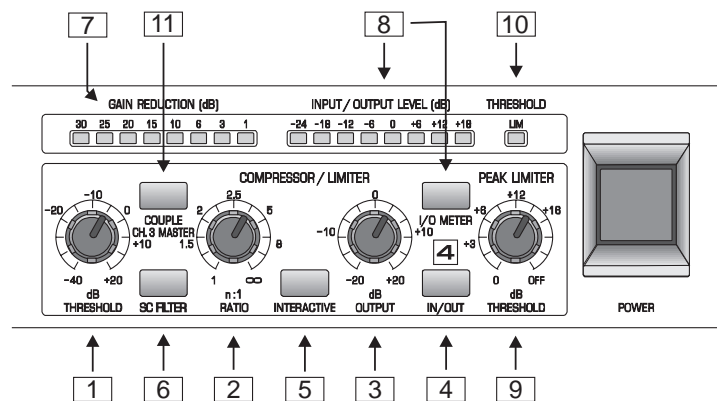 7 11 8 10
GAIN REDUCTION (dB) INPUT/OUTPUT LEVEL (dB) THRESHOLD
30 25 20 15 10 6 3 1 -24 -18 -12 -6 0 +6 +12 +18 LIM
COMPRESSOR/LIMITER PEAK LIMITER
-10 2.5 0 +12
-20 0 COUPLE 2 5 I/O METER +8 +16
CH. 3 MASTER
+10 1.5 8 -10 +10 4 +3
-40 +20 1 ∞ -20 +20 0 OFF
dB n:1 dB dB
THRESHOLD SC FILTER RATIO INTERACTIVE OUTPUT IN/OUT THRESHOLD POWER
1 6 2 5 3 4 9